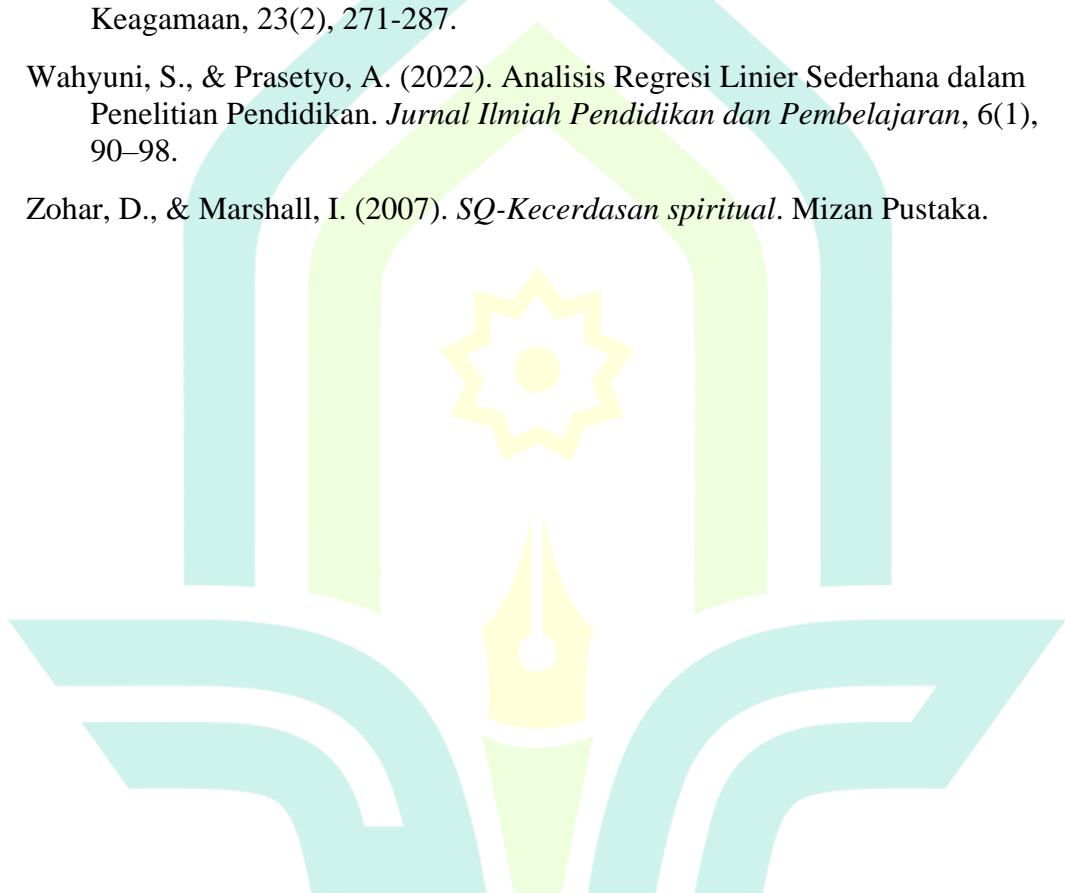 Keagamaan, 23(2), 271-287.
Wahyuni, S., & Prasetyo, A. (2022). Analisis Regresi Linier Sederhana dalam
Penelitian Pendidikan. Jurnal Ilmiah Pendidikan dan Pembelajaran, 6(1),
90–98.
Zohar, D., & Marshall, I. (2007). SQ-Kecerdasan spiritual. Mizan Pustaka.